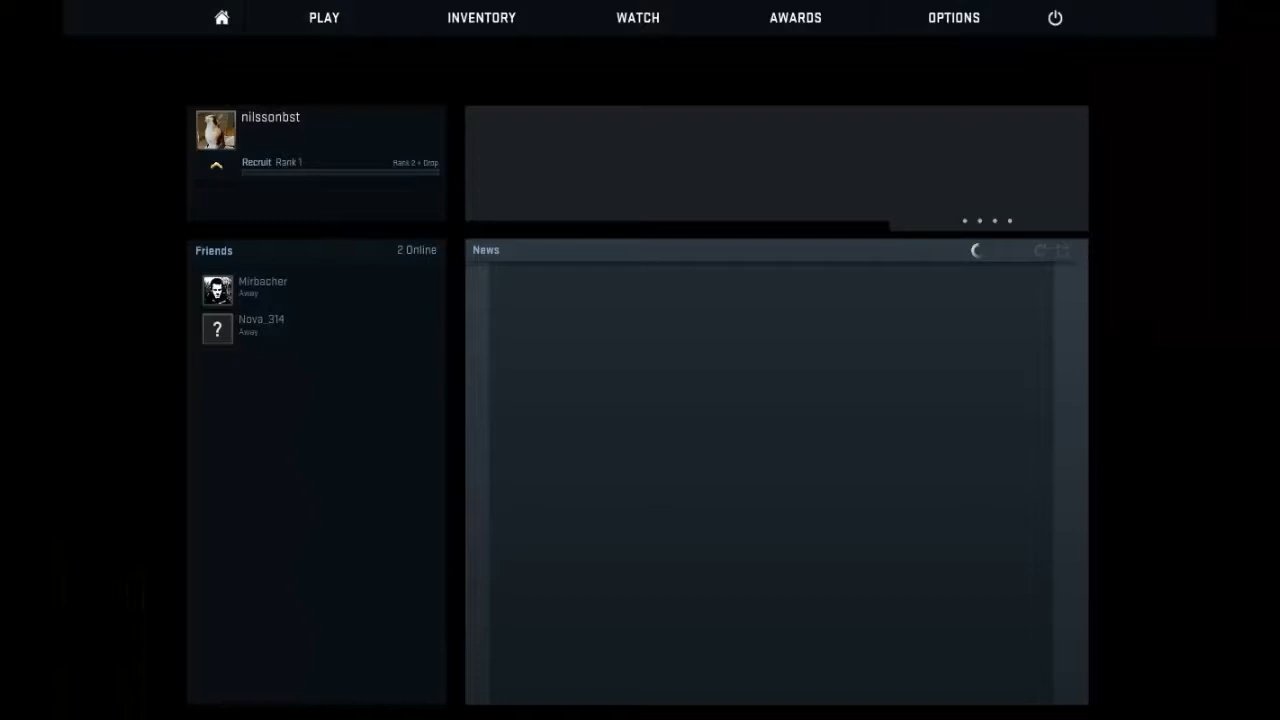 PLAY INVENTORY WATCH AWARDS OPTIONS
nilssonbst
Recruit Rank 1 Rank 2 + Drop
Friends 2 Online
Mirbacher
Away
Nova_314
Away
?
News